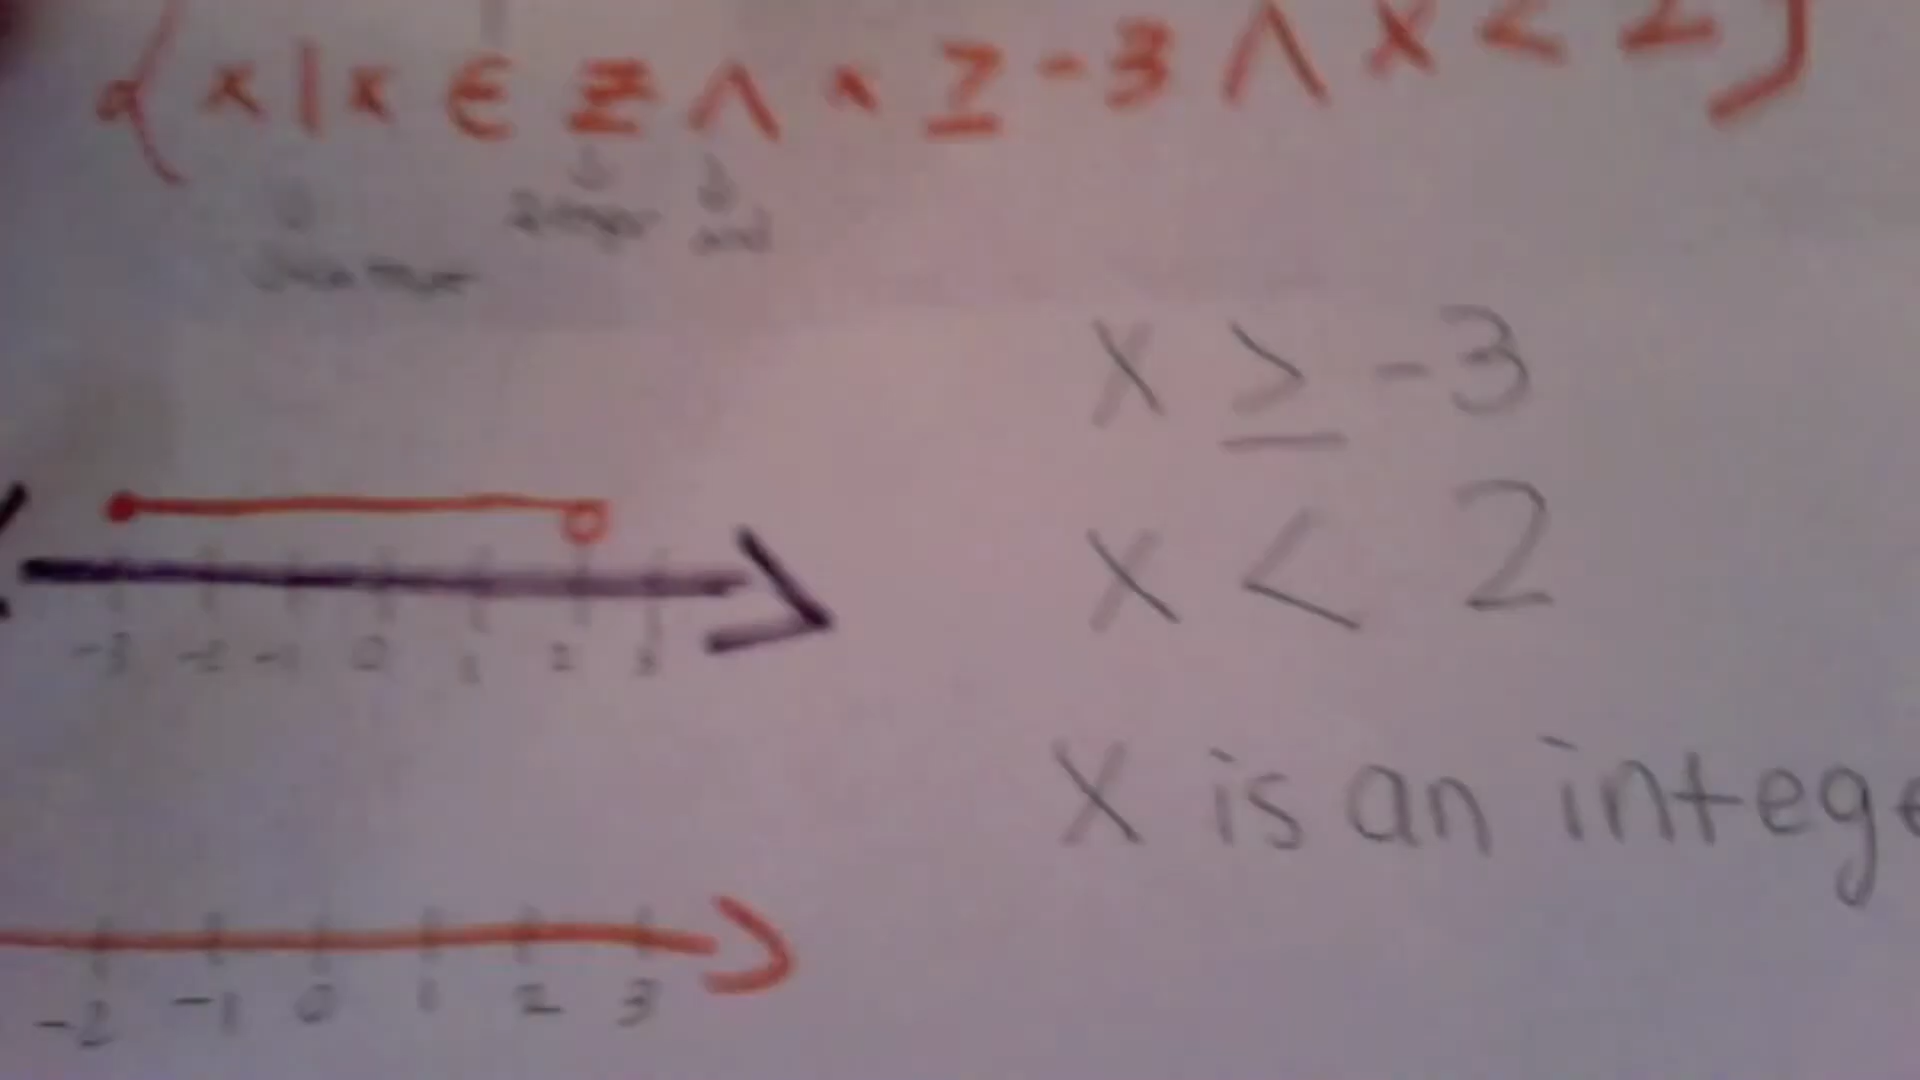 {x|x ∈ Z ∧ x ≥ -3 ∧ x < 2}
and
x ≥ -3
x < 2
-3 -2 -1 0 1 2 3
x is an intege
-2 -1 0 1 2 3